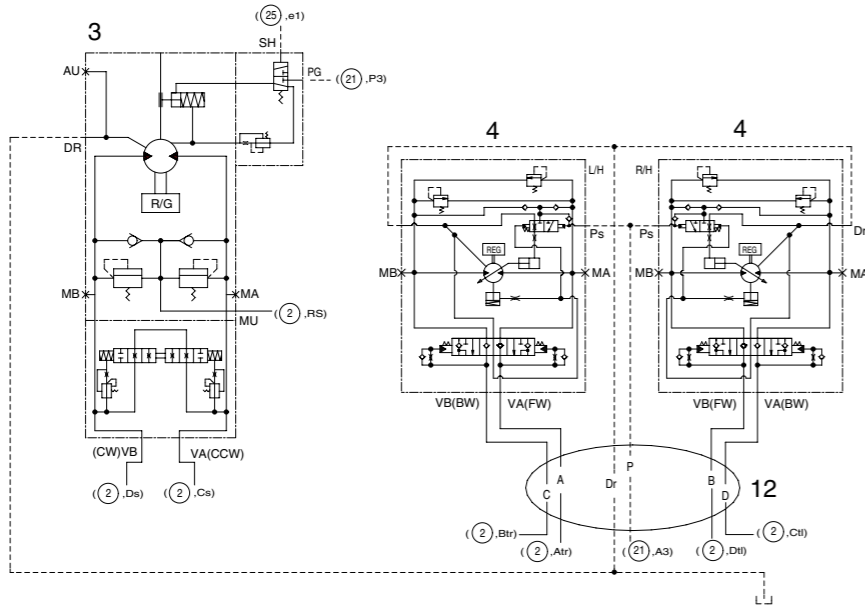 (25 ,e1)
3
SH
AU
PG
(21 ,P3)
4
4
DR
L/H
R/H
R/G
Ps
Ps
Dr
REG
REG
MB
MA
MB
MA
MB
MA
(2 ,RS)
MU
VB(BW)
VA(FW)
VB(FW)
VA(BW)
(CW)VB
VA(CCW)
P
A
Dr
B
12
C
D
(2 ,Ds)
(2 ,Cs)
(2 ,Btr)
(2 ,Ctl)
(2 ,Atr)
(21 ,A3)
(2 ,Dtl)